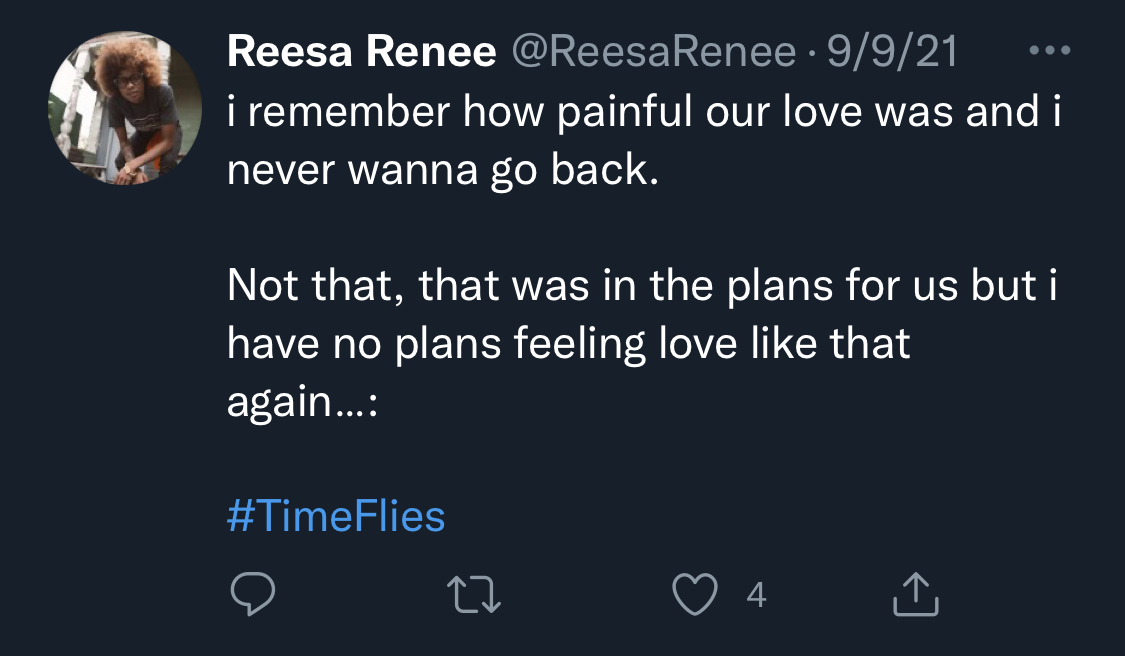 Reesa Renee @ReesaRenee · 9/9/21
i remember how painful our love was and i
never wanna go back.
Not that, that was in the plans for us but i
have no plans feeling love like that
again...:
#TimeFlies
4